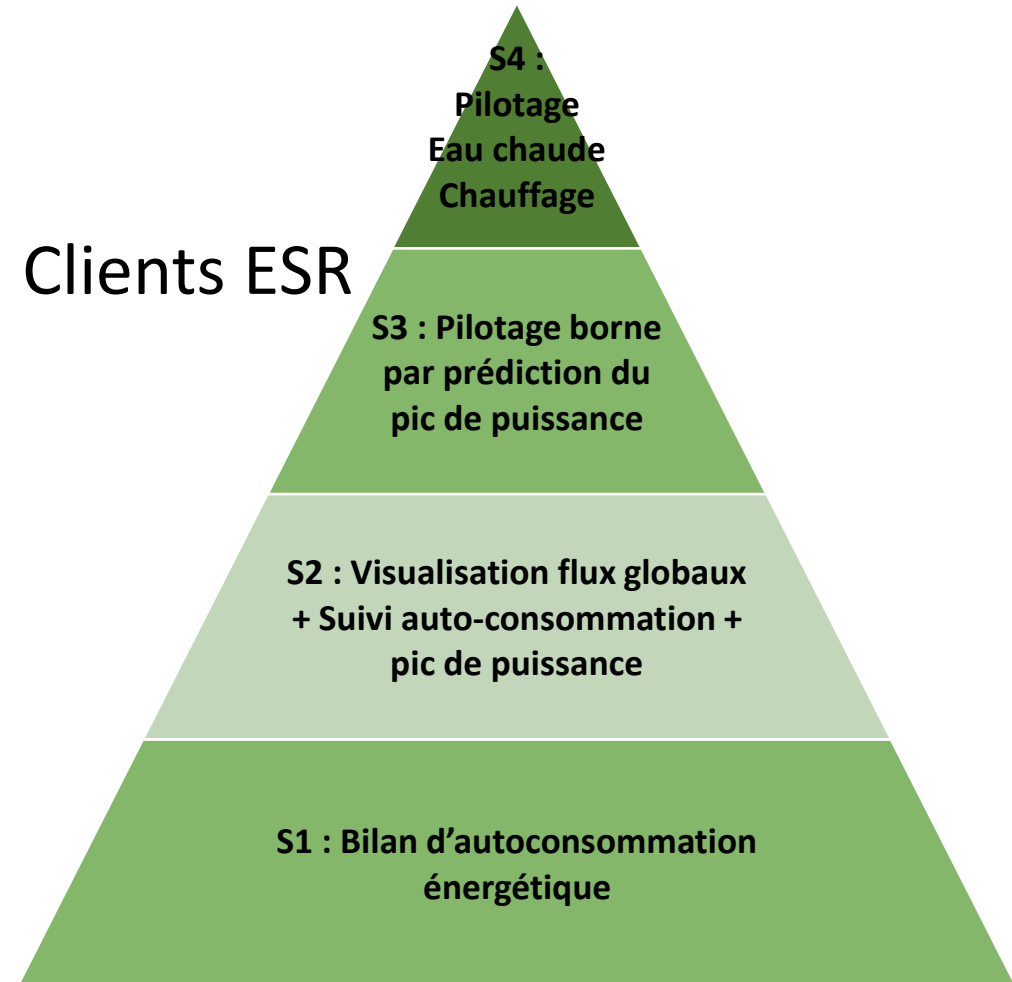 S4 :
Pilotage
Eau chaude
Chauffage
Clients ESR
S3 : Pilotage borne
par prédiction du
pic de puissance
S2 : Visualisation flux globaux
+ Suivi auto-consommation +
pic de puissance
S1 : Bilan d’autoconsommation
énergétique